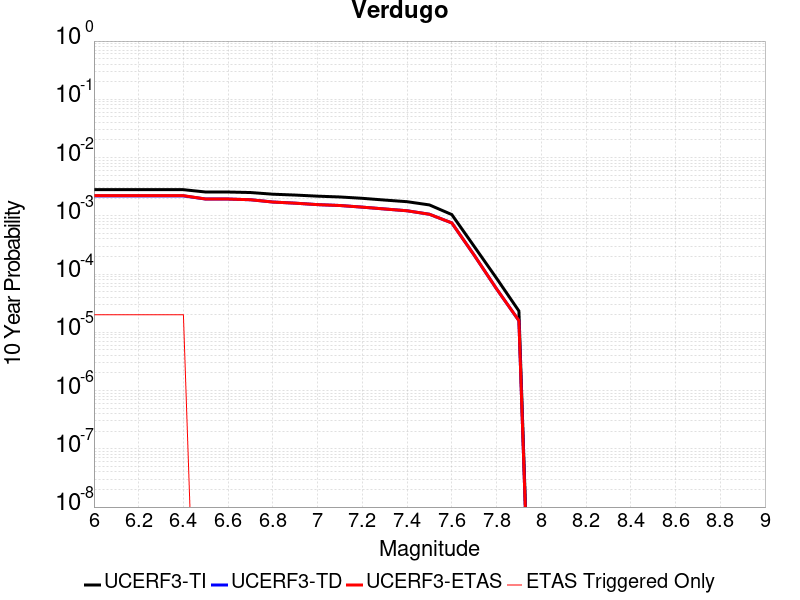 Verdugo
10 Year Probability
10^0
10^-1
10^-2
10^-3
10^-4
10^-5
10^-6
10^-7
10^-8
6 6.2 6.4 6.6 6.8 7 7.2 7.4 7.6 7.8 8 8.2 8.4 8.6 8.8 9
Magnitude
UCERF3-TI UCERF3-TD UCERF3-ETAS ETAS Triggered Only